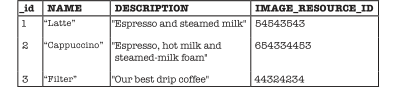 _id NAME DESCRIPTION IMAGE_RESOURCE_ID
1 "Latte" "Espresso and steamed milk" 54543543
2 "Cappuccino" "Espresso, hot milk and 654334453
steamed-milk foam"
3 "Filter" "Our best drip coffee" 44324234